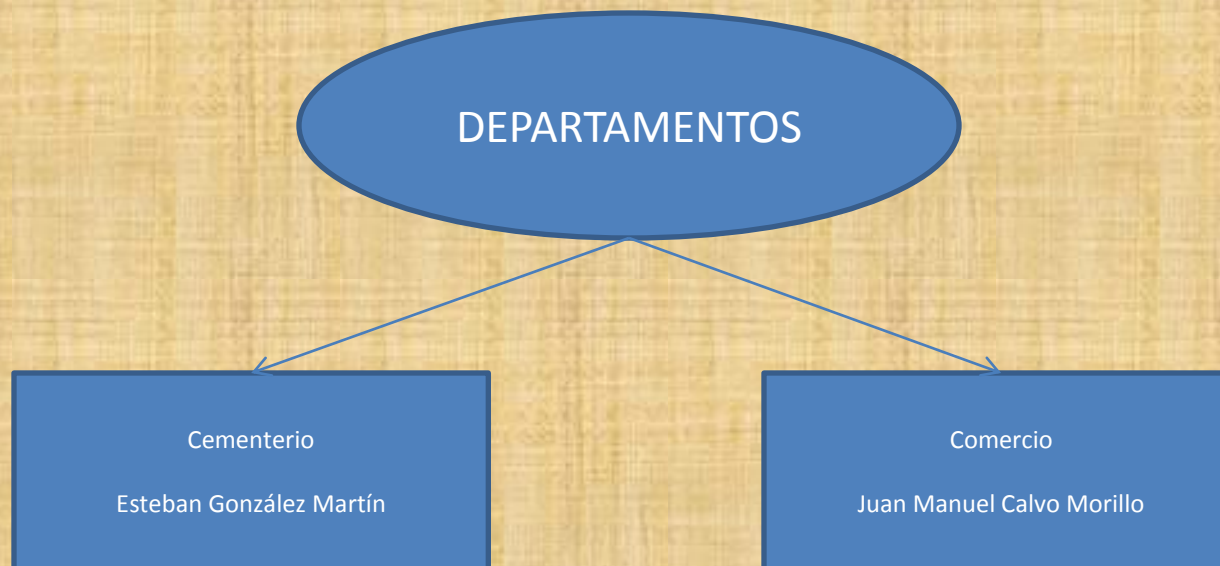 DEPARTAMENTOS
Cementerio
Esteban González Martín
Comercio
Juan Manuel Calvo Morillo